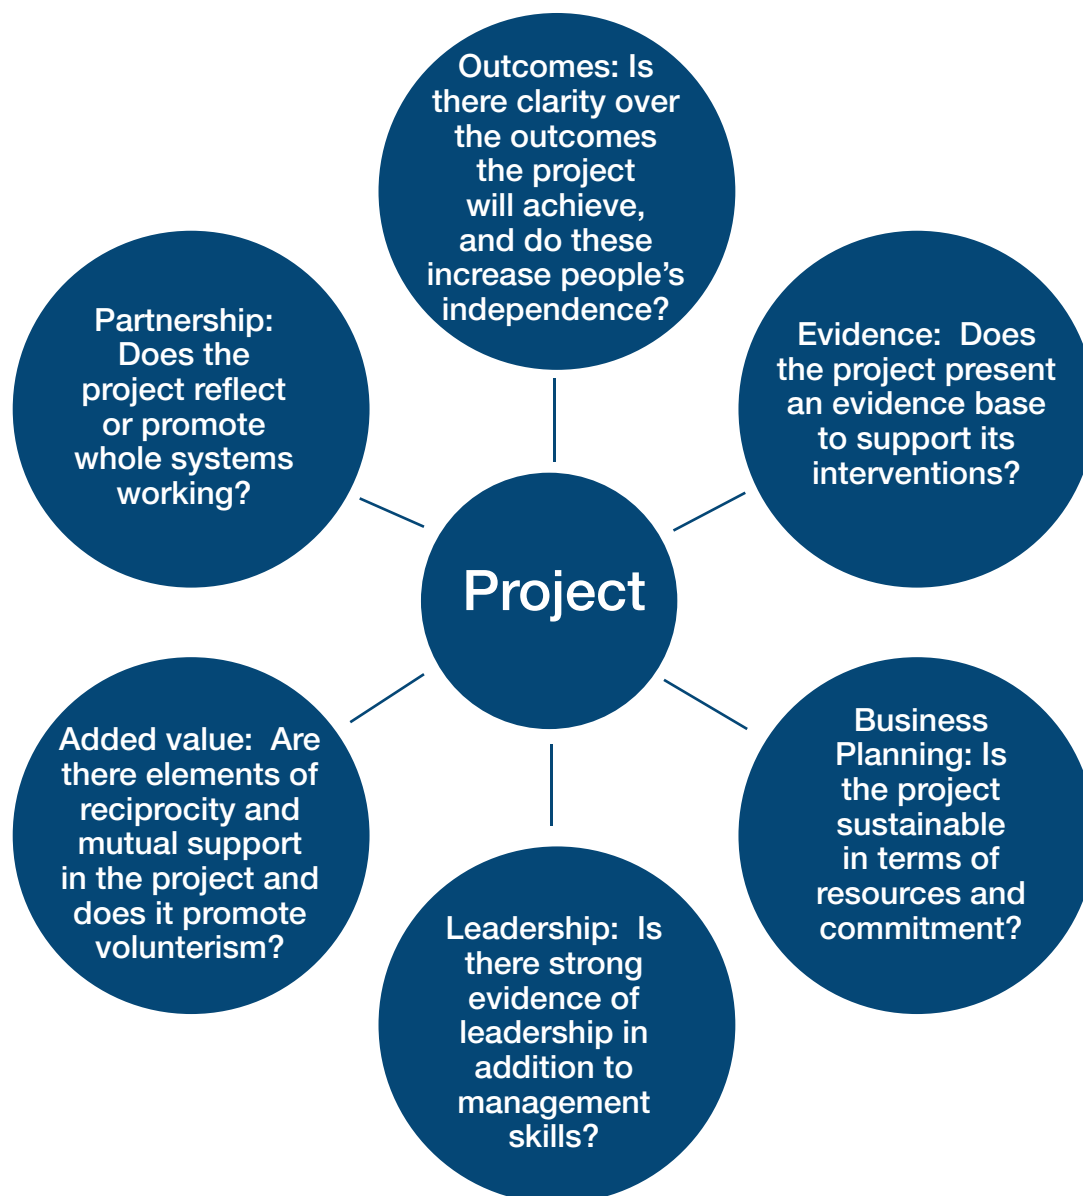 Outcomes: Is
there clarity over
the outcomes
the project
will achieve,
and do these
increase people’s
independence?
Partnership:
Does the
project reflect
or promote
whole systems
working?
Evidence:  Does
the project present
an evidence base
to support its
interventions?
Project
Added value:  Are
there elements of
reciprocity and
mutual support
in the project and
does it promote
volunterism?
Business
Planning: Is
the project
sustainable
in terms of
resources and
commitment?
Leadership:  Is
there strong
evidence of
leadership in
addition to
management
skills?